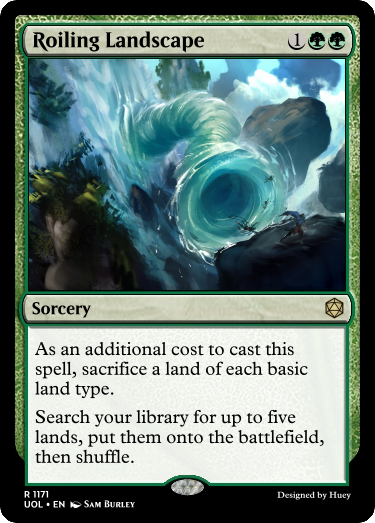 Roiling Landscape 1
Sorcery
As an additional cost to cast this
spell, sacrifice a land of each basic
land type.
Search your library for up to five
lands, put them onto the battlefield,
then shuffle.
R 1171
UOL • EN Sam Burley
Designed by Huey